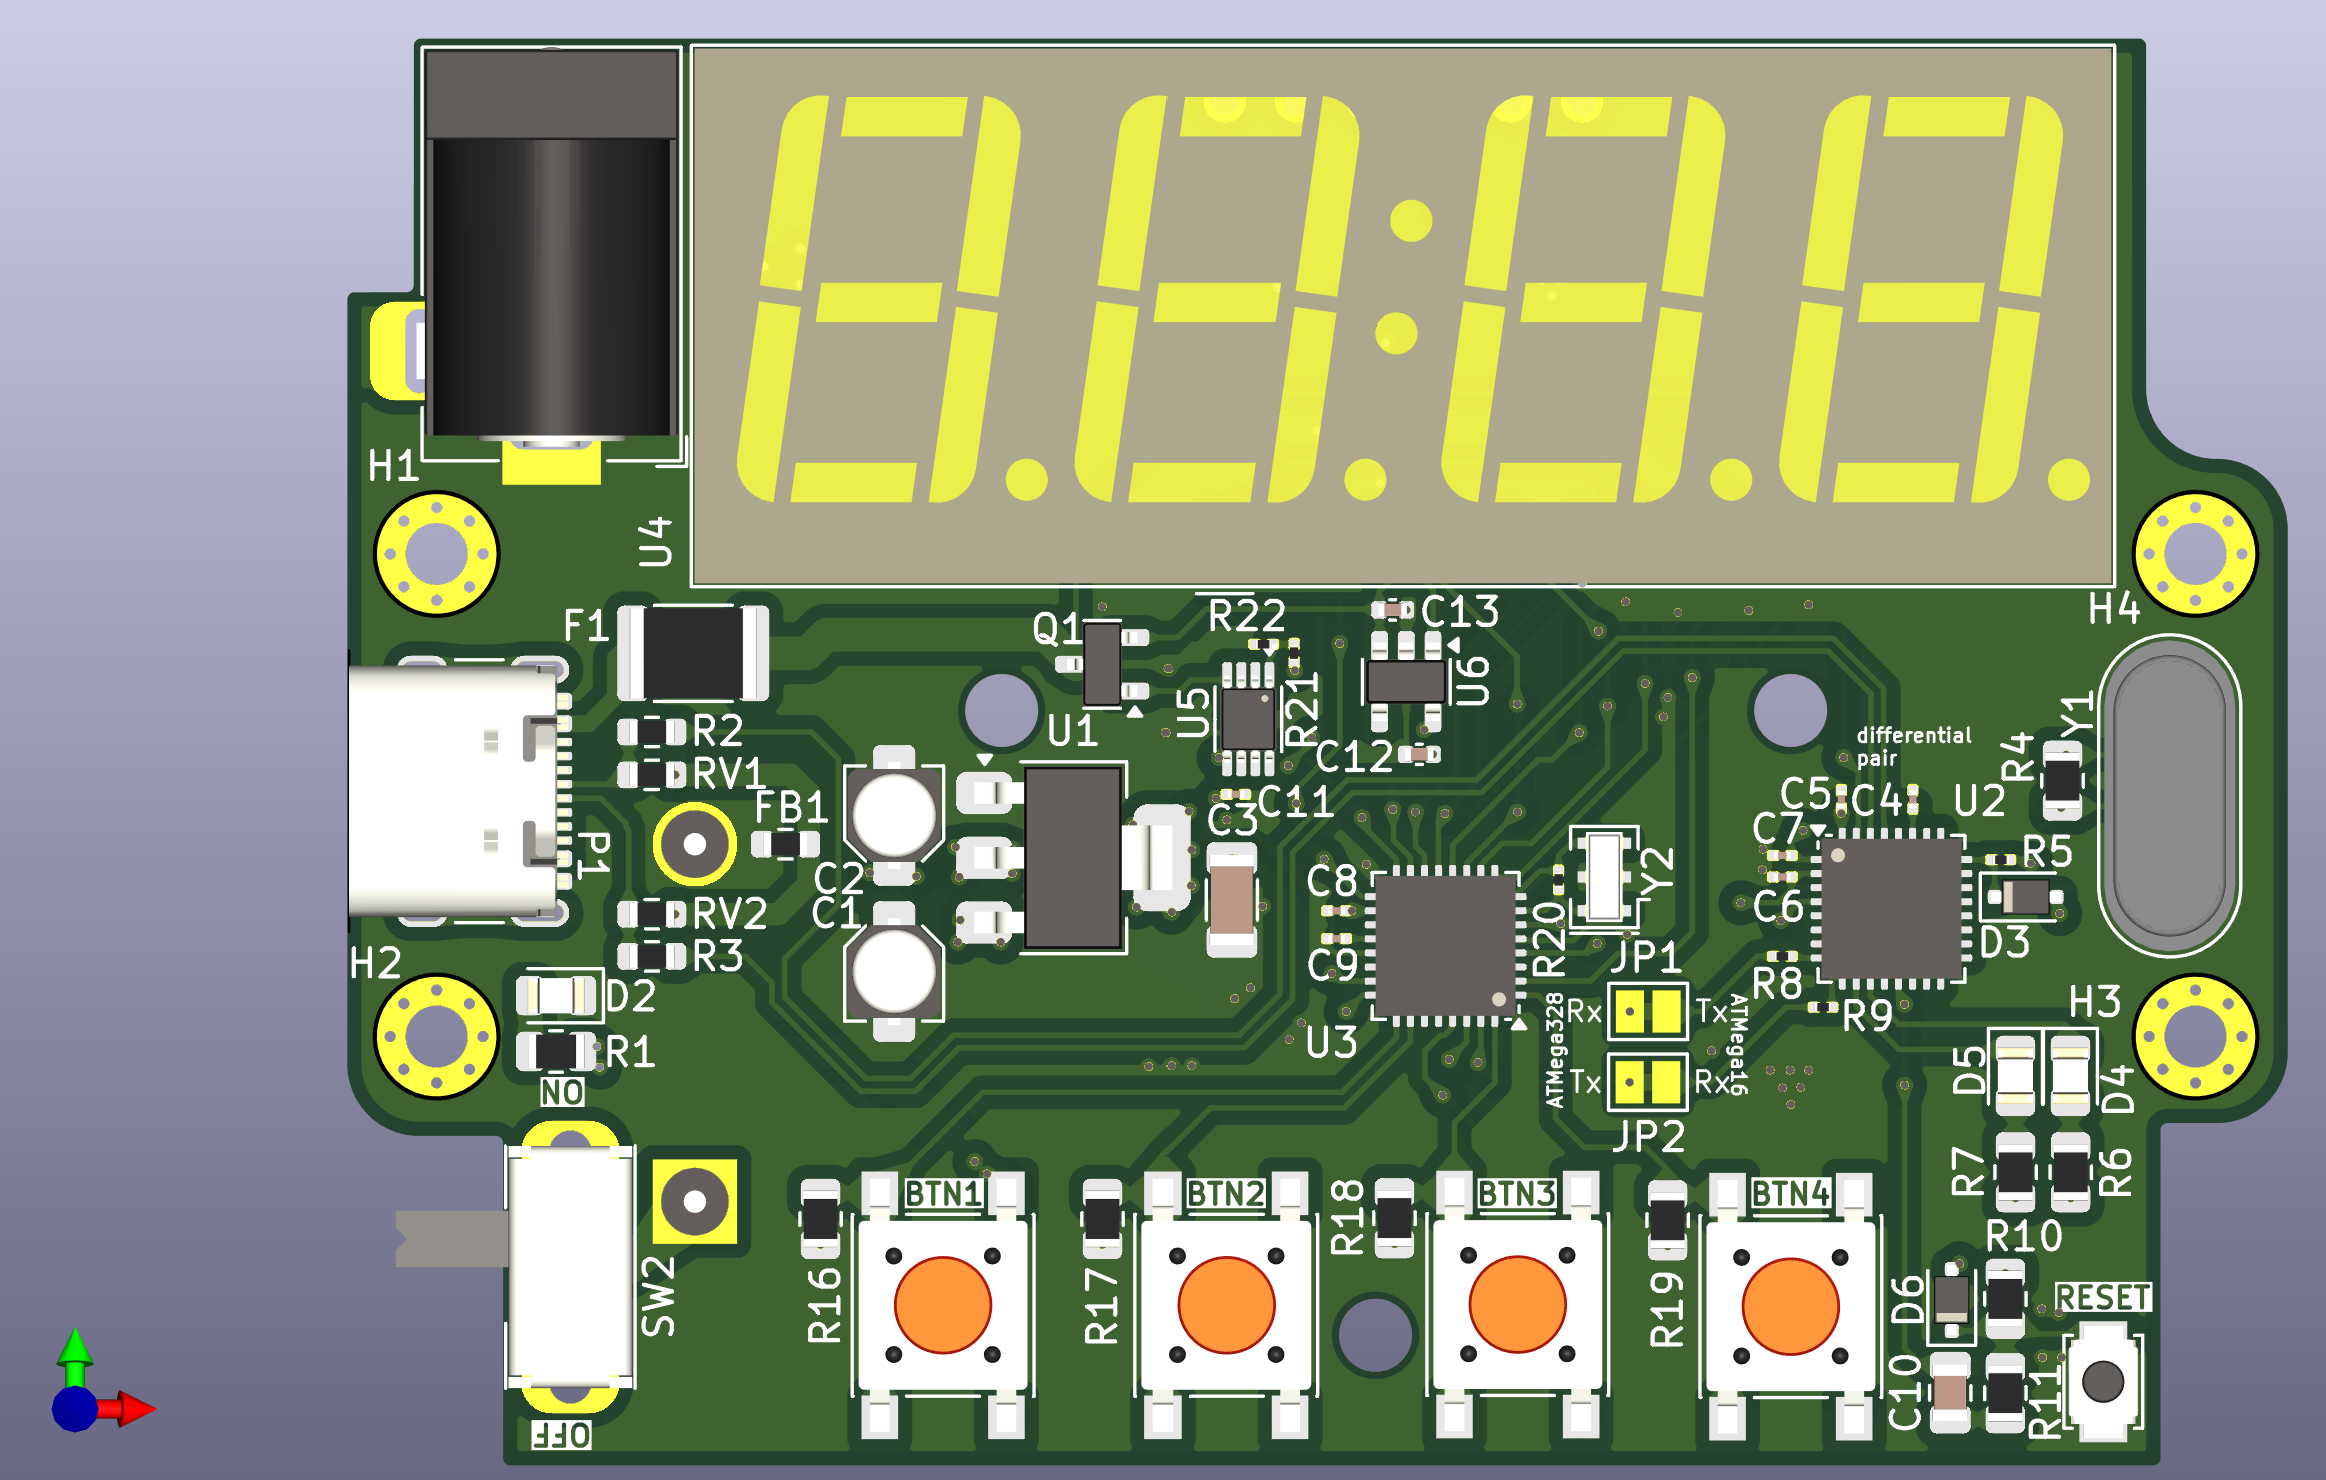 H1
U4
H4
F1
Q1
R22
C13
U1
U5
R21
U6
C12
C11
C3
R2
RV1
FB1
P1
C2
C1
RV2
R3
H2
D2
R1
ON
OFF
SW2
differential
pair
C5
C4
U2
R4
Y1
C7
C6
R5
D3
C8
C9
R20
Y2
U3
JP1
Rx
Tx
Tx
Rx
JP2
ATMega328
ATMega16
R8
R9
H3
D5
D4
R7
R6
R10
D6
C10
R11
RESET
BTN1
BTN2
BTN3
BTN4
R16
R17
R18
R19